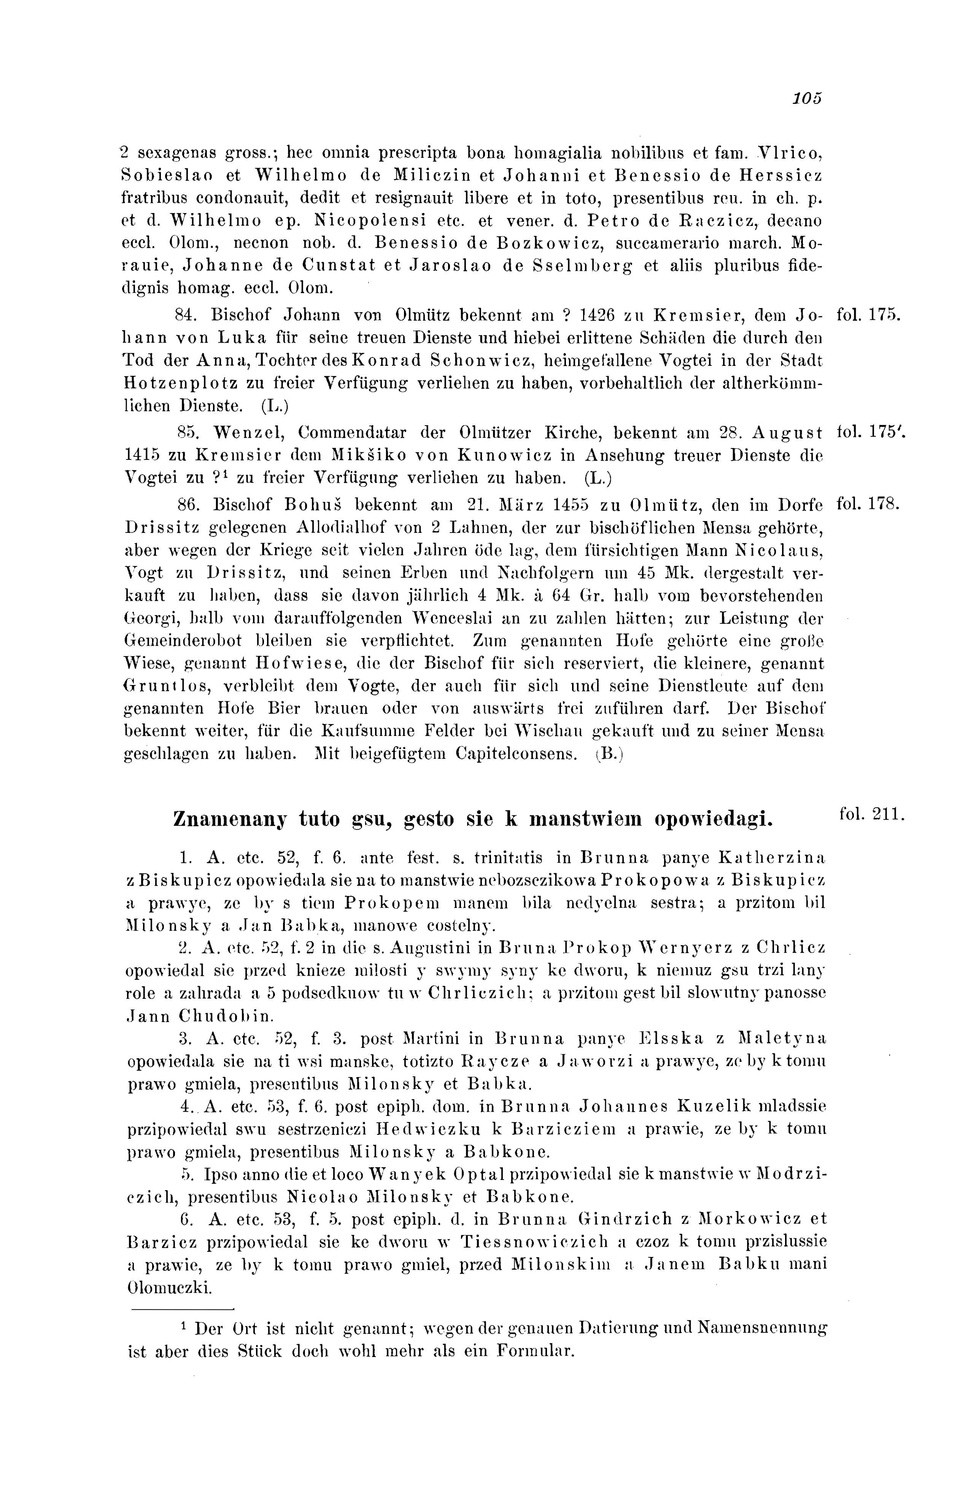 105
2 sexagenas gross.; hec omnia prescripta bona homagialia nobilibus et fam. Vlrico,
Sobieslao et Wilhelmo de Miliczin et Johanni et Benessio de Herssicz
fratribus condonauit, dedit et resignauit libere et in toto, presentibus reu. in ch. p.
et d. Wilhelmo ep. Nicopolensi etc. et vener. d. Petro de Raczicz, decano
eccl. Olom., necnon nob. d. Benessio de Bozkowicz, succamerario march. Mo-
rauie, Johanne de Cunstat et Jaroslao de Sselmberg et aliis pluribus fide-
dignis homag. eccl. Olom.
84. Bischof Johann von Olmütz bekennt am ? 1426 zu Kremsier, dem Jo- fol. 175.
hann von Luka für seine treuen Dienste und hiebei erlittene Schäden die durch den
Tod der Anna, Tochter des Konrad Schonwicz, heimgefallene Vogtei in der Stadt
Hotzenplotz zu freier Verfügung verliehen zu haben, vorbehaltlich der altherkömm-
lichen Dienste. (L.)
85. Wenzel, Commendatar der Olmützer Kirche, bekennt am 28. August fol. 175′.
1415 zu Kremsier dem Mikšiko von Kunowicz in Ansehung treuer Dienste die
Vogtei zu ?¹ zu freier Verfügung verliehen zu haben. (L.)
86. Bischof Bohuš bekennt am 21. März 1455 zu Olmütz, den im Dorfe fol. 178.
Drissitz gelegenen Allodialhof von 2 Lahnen, der zur bischöflichen Mensa gehörte,
aber wegen der Kriege seit vielen Jahren öde lag, dem fürsichtigen Mann Nicolaus,
Vogt zu Drissitz, und seinen Erben und Nachfolgern um 45 Mk. dergestalt ver-
kauft zu haben, dass sie davon jährlich 4 Mk. à 64 Gr. halb vom bevorstehenden
Georgi, halb vom darauffolgenden Wenceslai an zu zahlen hätten; zur Leistung der
Gemeinderobot bleiben sie verpflichtet. Zum genannten Hofe gehörte eine große
Wiese, genannt Hofwiese, die der Bischof für sich reserviert, die kleinere, genannt
Gruntlos, verbleibt dem Vogte, der auch für sich und seine Dienstleute auf dem
genannten Hofe Bier brauen oder von auswärts frei zuführen darf. Der Bischof
bekennt weiter, für die Kaufsumme Felder bei Wischau gekauft und zu seiner Mensa
geschlagen zu haben. Mit beigefügtem Capitelconsens. (B.)
Znamenany tuto gsu, gesto sie k manstwiem opowiedagi. fol. 211.
1. A. etc. 52, f. 6. ante fest. s. trinitatis in Brunna panye Katherzina
z Biskupicz opowiedala sie na to manstwie nebozsczikowa Prokopowa z Biskupicz
a prawye, ze by s tiem Prokopem manem bila nedyelna sestra; a przitom bil
Milonsky a Jan Babka, manowe costelny.
2. A. etc. 52, f. 2 in die s. Augustini in Bruna Prokop Wernyerz z Chrlicz
opowiedal sie przed knieze milosti y swymy syny ke dworu, k niemuz gsu trzi lany
role a zahrada a 5 podsedkuow tu w Chrliczich; a przitom gest bil slowutny panosse
Jann Chudobin.
3. A. etc. 52, f. 3. post Martini in Brunna panye Elsska z Maletyna
opowiedala sie na ti wsi manske, totizto Raycze a Jaworzi a prawye, ze by k tomu
prawo gmiela, presentibus Milonsky et Babka.
4. A. etc. 53, f. 6. post epiph. dom. in Brunna Johannes Kuzelik mladssie
przipowiedal swu sestrzeniczi Hedwiczku k Barzicziem a prawie, ze by k tomu
prawo gmiela, presentibus Milonsky a Babkone.
5. Ipso anno die et loco Wanyek Optal przipowiedal sie k manstwie w Modrzi-
czich, presentibus Nicolao Milonsky et Babkone.
6. A. etc. 53, f. 5. post epiph. d. in Brunna Gindrzich z Morkowicz et
Barzicz przipowiedal sie ke dworu w Tiessnowiczich a czoz k tomu przislussie
a prawie, ze by k tomu prawo gmiel, przed Milonskim a Janem Babku mani
Olomuczki.
¹ Der Ort ist nicht genannt; wegen der genauen Datierung und Namensnennung
ist aber dies Stück doch wohl mehr als ein Formular.